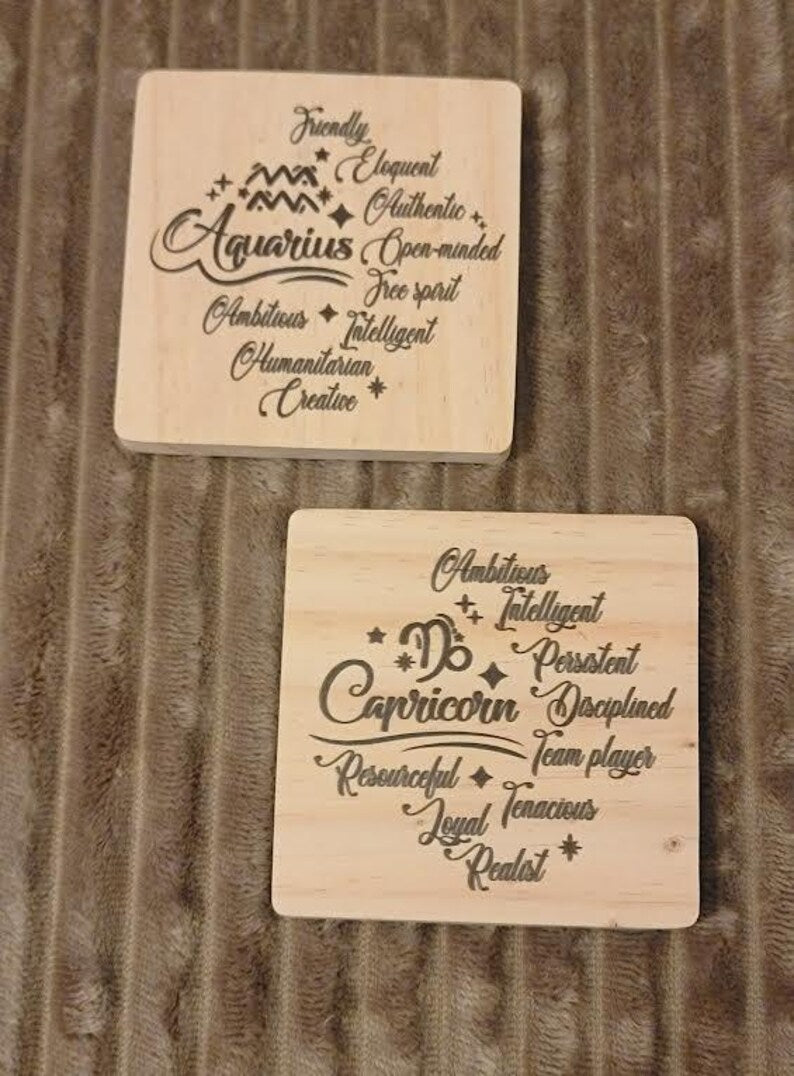 Friendly
Eloquent
Authentic
Aquarius Open-minded
Free spirit
Ambitious Intelligent
Humanitarian
Creative
Ambitious
Intelligent
Persistent
Capricorn Disciplined
Team player
Resourceful
Loyal Tenacious
Realist